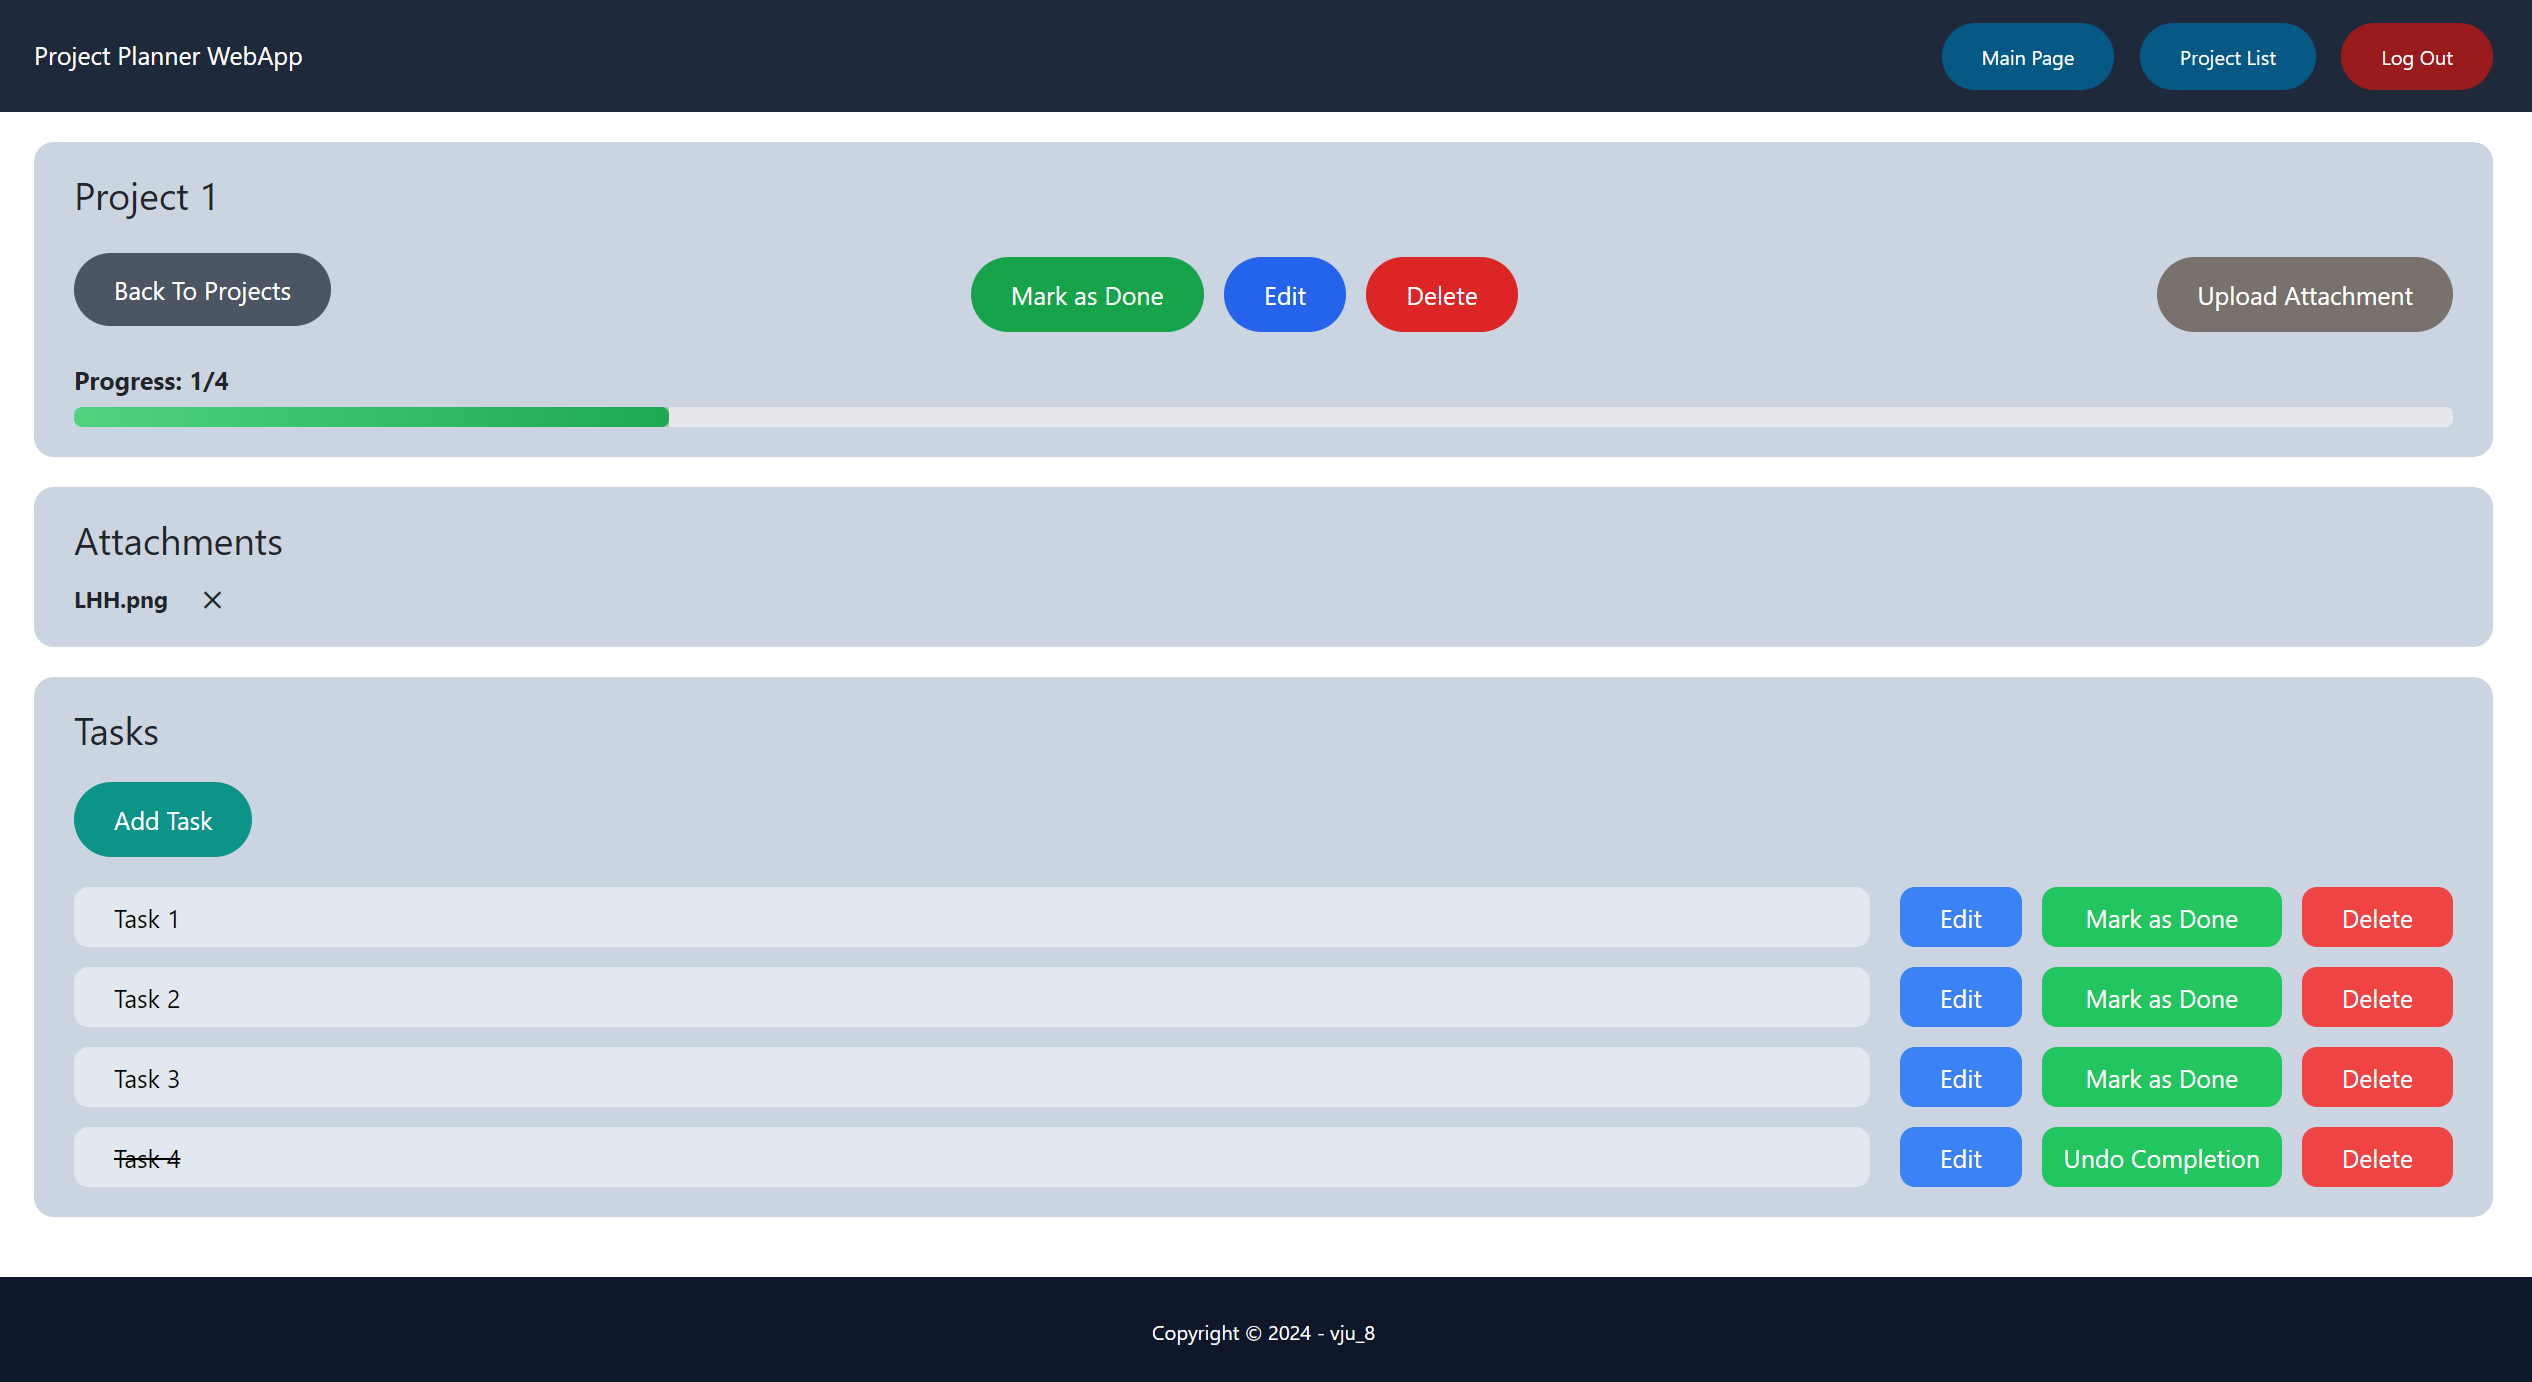 Project Planner WebApp
Main Page
Project List
Log Out
Project 1
Back To Projects
Mark as Done
Edit
Delete
Upload Attachment
Progress: 1/4
Attachments
LHH.png
Tasks
Add Task
Task 1
Edit
Mark as Done
Delete
Task 2
Edit
Mark as Done
Delete
Task 3
Edit
Mark as Done
Delete
Task 4
Edit
Undo Completion
Delete
Copyright © 2024 - vju_8